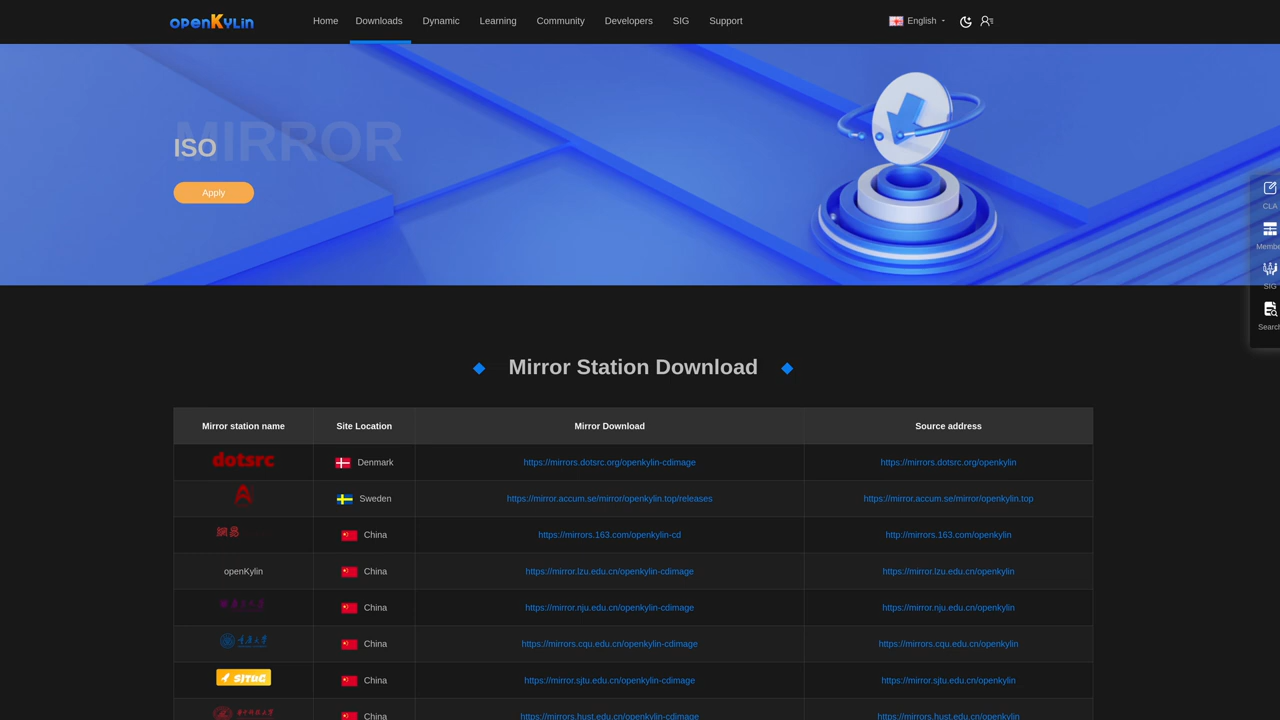 openKylin
Home Downloads Dynamic Learning Community Developers SIG Support
English
MIRROR
ISO
Apply
CLA
Membe
SIG
Search
Mirror Station Download
Mirror station name Site Location Mirror Download Source address
dotsrc Denmark https://mirrors.dotsrc.org/openkylin-cdimage https://mirrors.dotsrc.org/openkylin
Sweden https://mirror.accum.se/mirror/openkylin.top/releases https://mirror.accum.se/mirror/openkylin.top
網易 China https://mirrors.163.com/openkylin-cd http://mirrors.163.com/openkylin
openKylin China https://mirror.lzu.edu.cn/openkylin-cdimage https://mirror.lzu.edu.cn/openkylin
China https://mirror.nju.edu.cn/openkylin-cdimage https://mirror.nju.edu.cn/openkylin
China https://mirrors.cqu.edu.cn/openkylin-cdimage https://mirrors.cqu.edu.cn/openkylin
SJTUG China https://mirror.sjtu.edu.cn/openkylin-cdimage https://mirror.sjtu.edu.cn/openkylin
China https://mirrors.hust.edu.cn/openkylin-cdimage https://mirrors.hust.edu.cn/openkylin